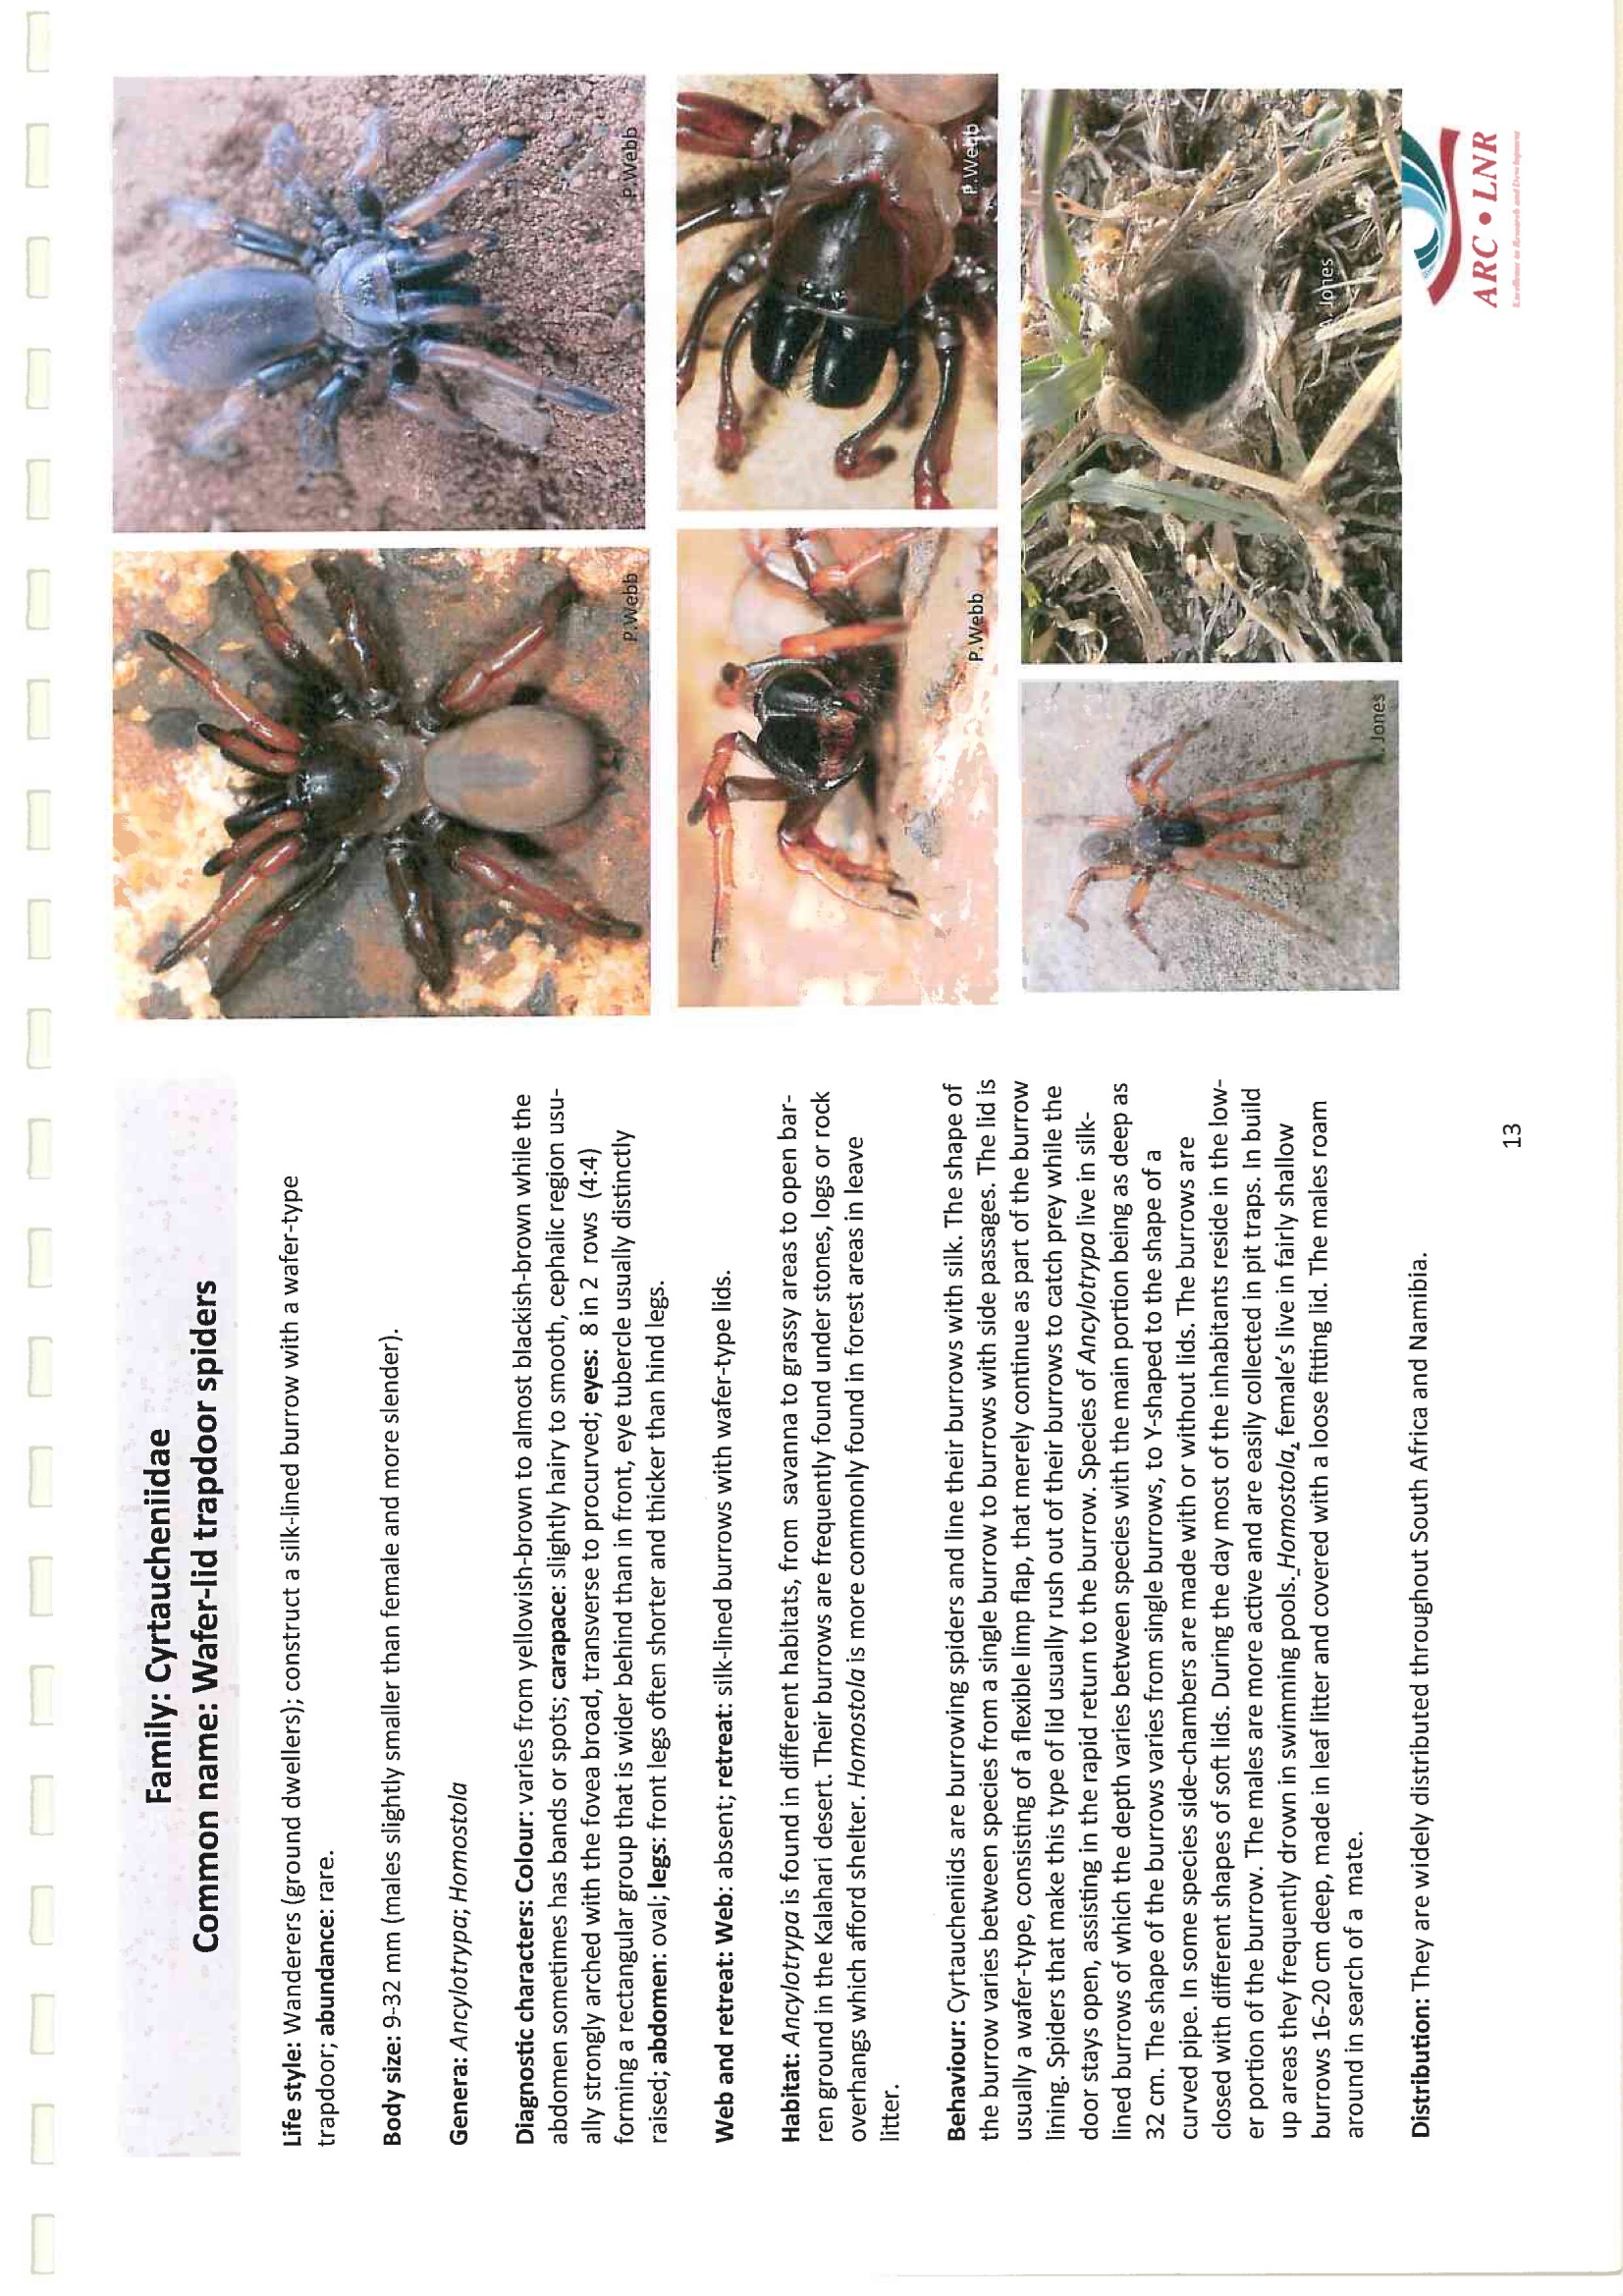 Family: Cyrtaucheniidae
Common name: Wafer-lid trapdoor spiders
Life style: Wanderers (ground dwellers); construct a silk-lined burrow with a wafer-type
trapdoor; abundance: rare.
Body size: 9-32 mm (males slightly smaller than female and more slender).
Genera: Ancylotrypa; Homostola
Diagnostic characters: Colour: varies from yellowish-brown to almost blackish-brown while the
abdomen sometimes has bands or spots; carapace: slightly hairy to smooth, cephalic region usu-
ally strongly arched with the fovea broad, transverse to procurved; eyes: 8 in 2 rows (4:4)
forming a rectangular group that is wider behind than in front, eye tubercle usually distinctly
raised; abdomen: oval; legs: front legs often shorter and thicker than hind legs.
Web and retreat: Web: absent; retreat: silk-lined burrows with wafer-type lids.
Habitat: Ancylotrypa is found in different habitats, from savanna to grassy areas to open bar-
ren ground in the Kalahari desert. Their burrows are frequently found under stones, logs or rock
overhangs which afford shelter. Homostola is more commonly found in forest areas in leave
litter.
Behaviour: Cyrtaucheniids are burrowing spiders and line their burrows with silk. The shape of
the burrow varies between species from a single burrow to burrows with side passages. The lid is
usually a wafer-type, consisting of a flexible limp flap, that merely continue as part of the burrow
lining. Spiders that make this type of lid usually rush out of their burrows to catch prey while the
door stays open, assisting in the rapid return to the burrow. Species of Ancylotrypa live in silk-
lined burrows of which the depth varies between species with the main portion being as deep as
32 cm. The shape of the burrows varies from single burrows, to Y-shaped to the shape of a
curved pipe. In some species side-chambers are made with or without lids. The burrows are
closed with different shapes of soft lids. During the day most of the inhabitants reside in the low-
er portion of the burrow. The males are more active and are easily collected in pit traps. In build
up areas they frequently drown in swimming pools. Homostola, female's live in fairly shallow
burrows 16-20 cm deep, made in leaf litter and covered with a loose fitting lid. The males roam
around in search of a mate.
Distribution: They are widely distributed throughout South Africa and Namibia.
13
P.Webb
P.Webb
P.Webb
P.Webb
Jones
A. Jones
ARC • LNR
Excellence in Research and Development